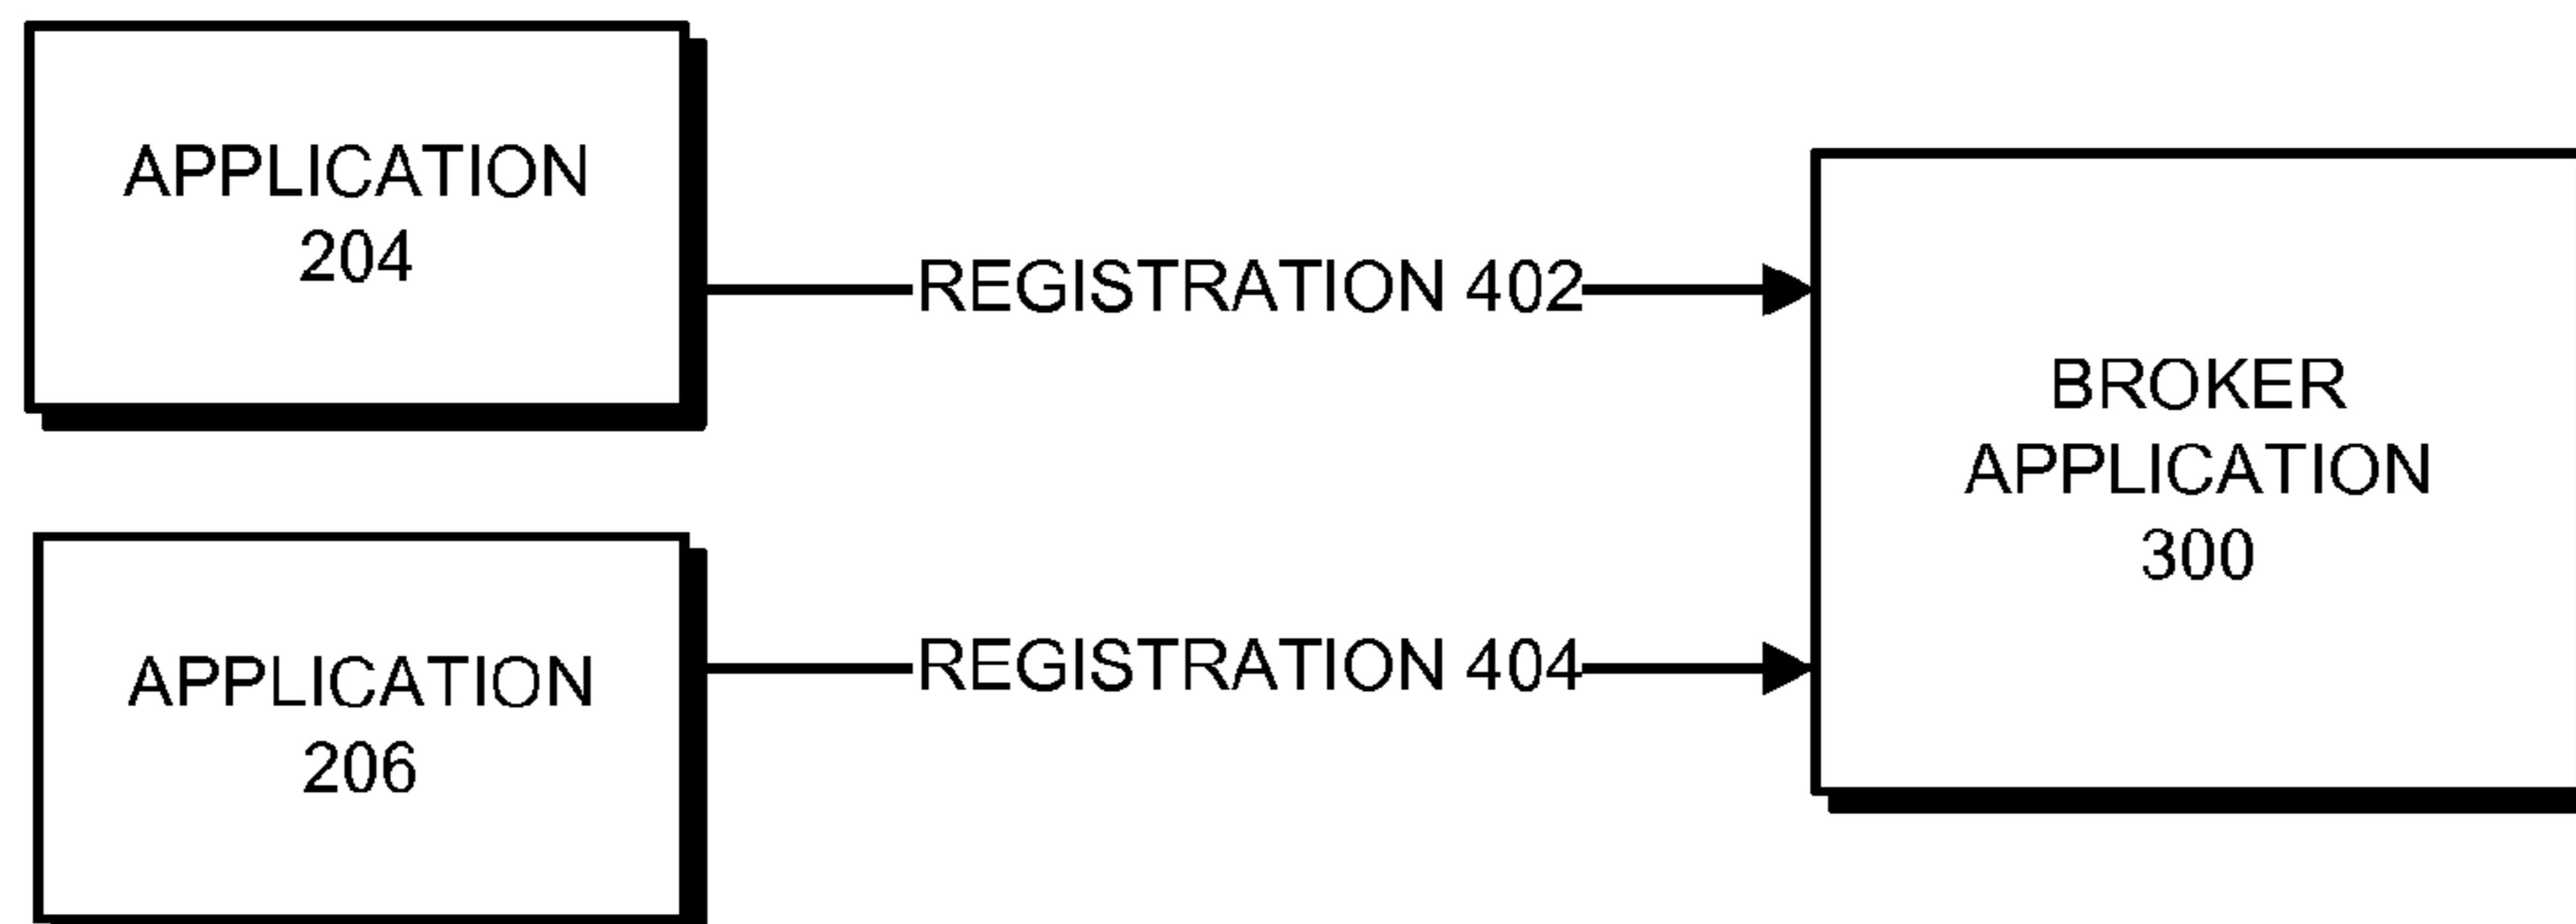 APPLICATION
204
REGISTRATION 402
BROKER
APPLICATION
300
APPLICATION
206
REGISTRATION 404